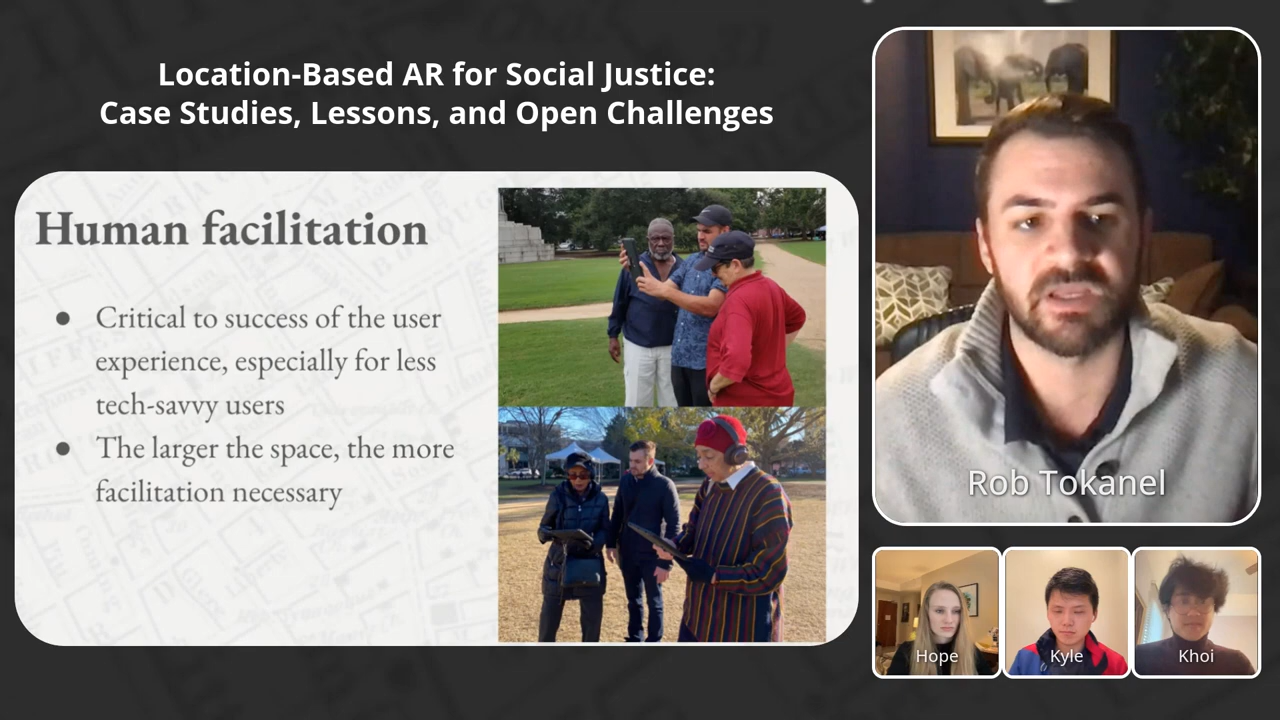 Location-Based AR for Social Justice:
Case Studies, Lessons, and Open Challenges
Human facilitation
● Critical to success of the user
experience, especially for less
tech-savvy users
● The larger the space, the more
facilitation necessary
Rob Tokanel
Hope
Kyle
Khoi